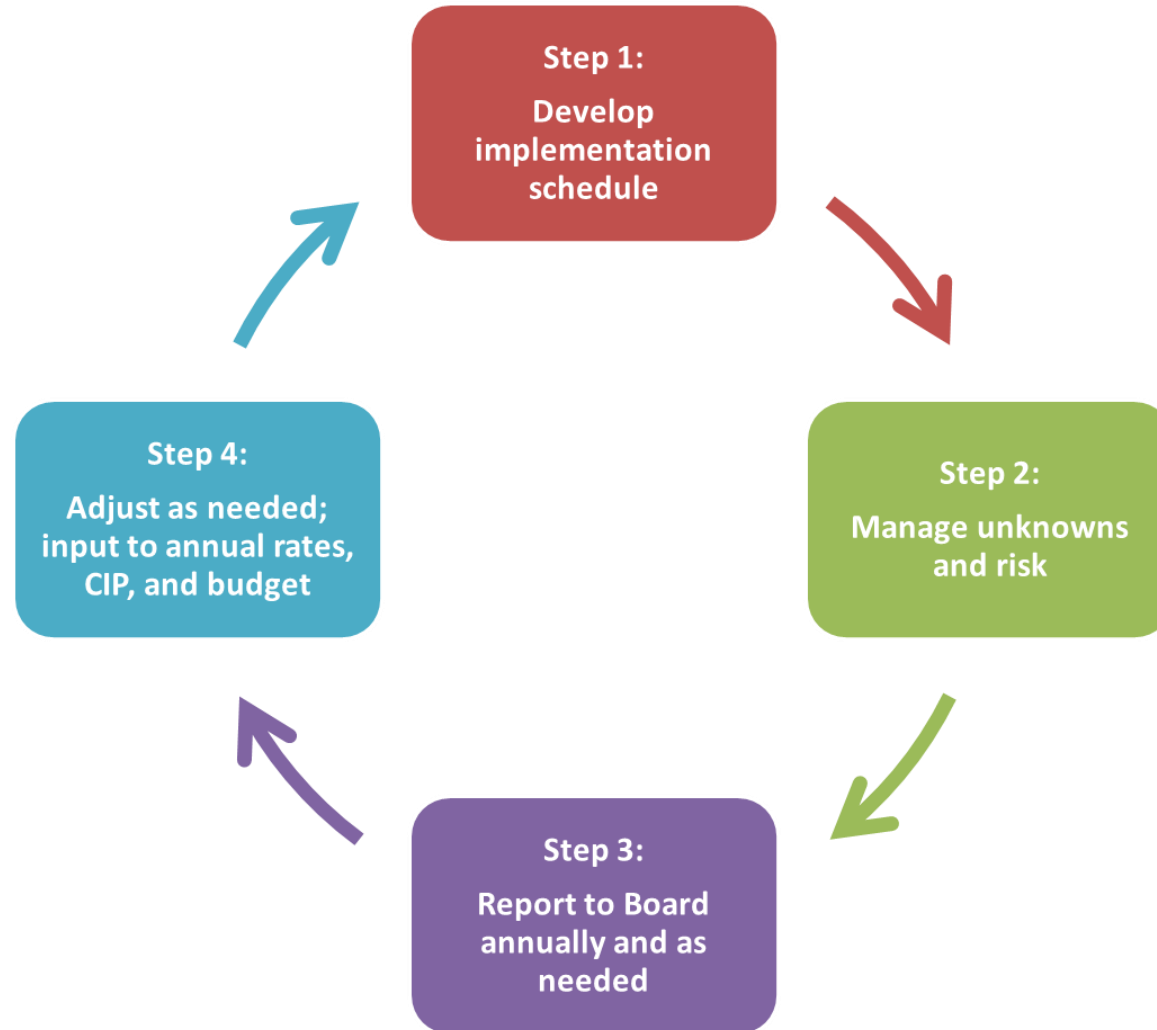 Step 1:
Develop
implementation
schedule
Step 2:
Manage unknowns
and risk
Step 3:
Report to Board
annually and as
needed
Step 4:
Adjust as needed;
input to annual rates,
CIP, and budget